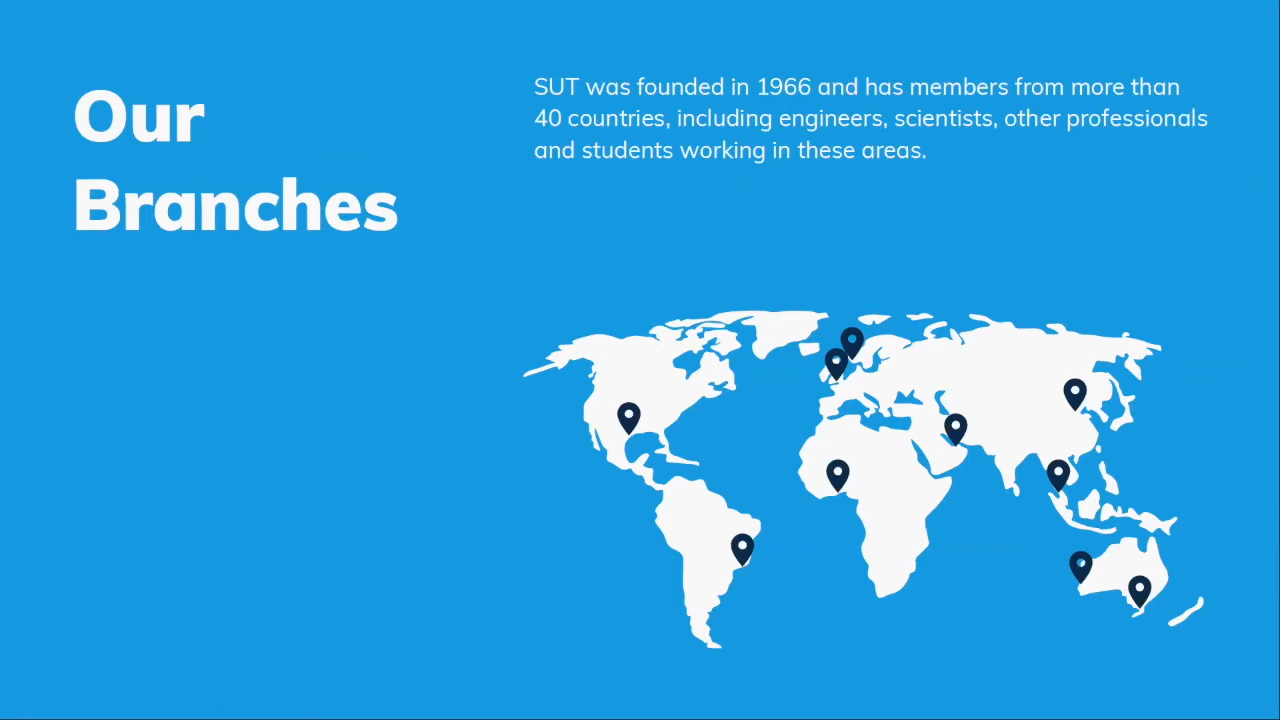 Our
Branches
SUT was founded in 1966 and has members from more than
40 countries, including engineers, scientists, other professionals
and students working in these areas.